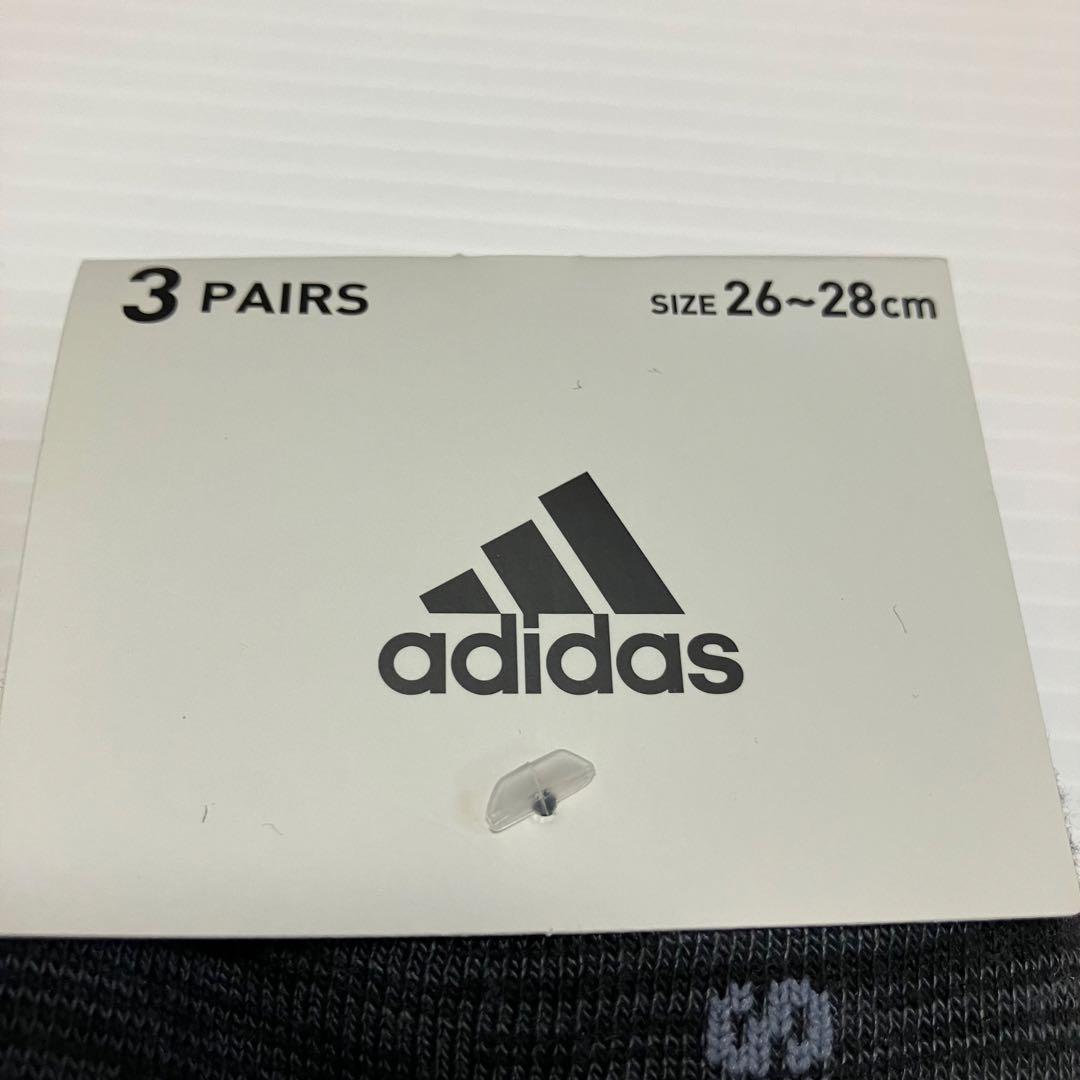 3 PAIRS
SIZE 26~28cm
adidas
s